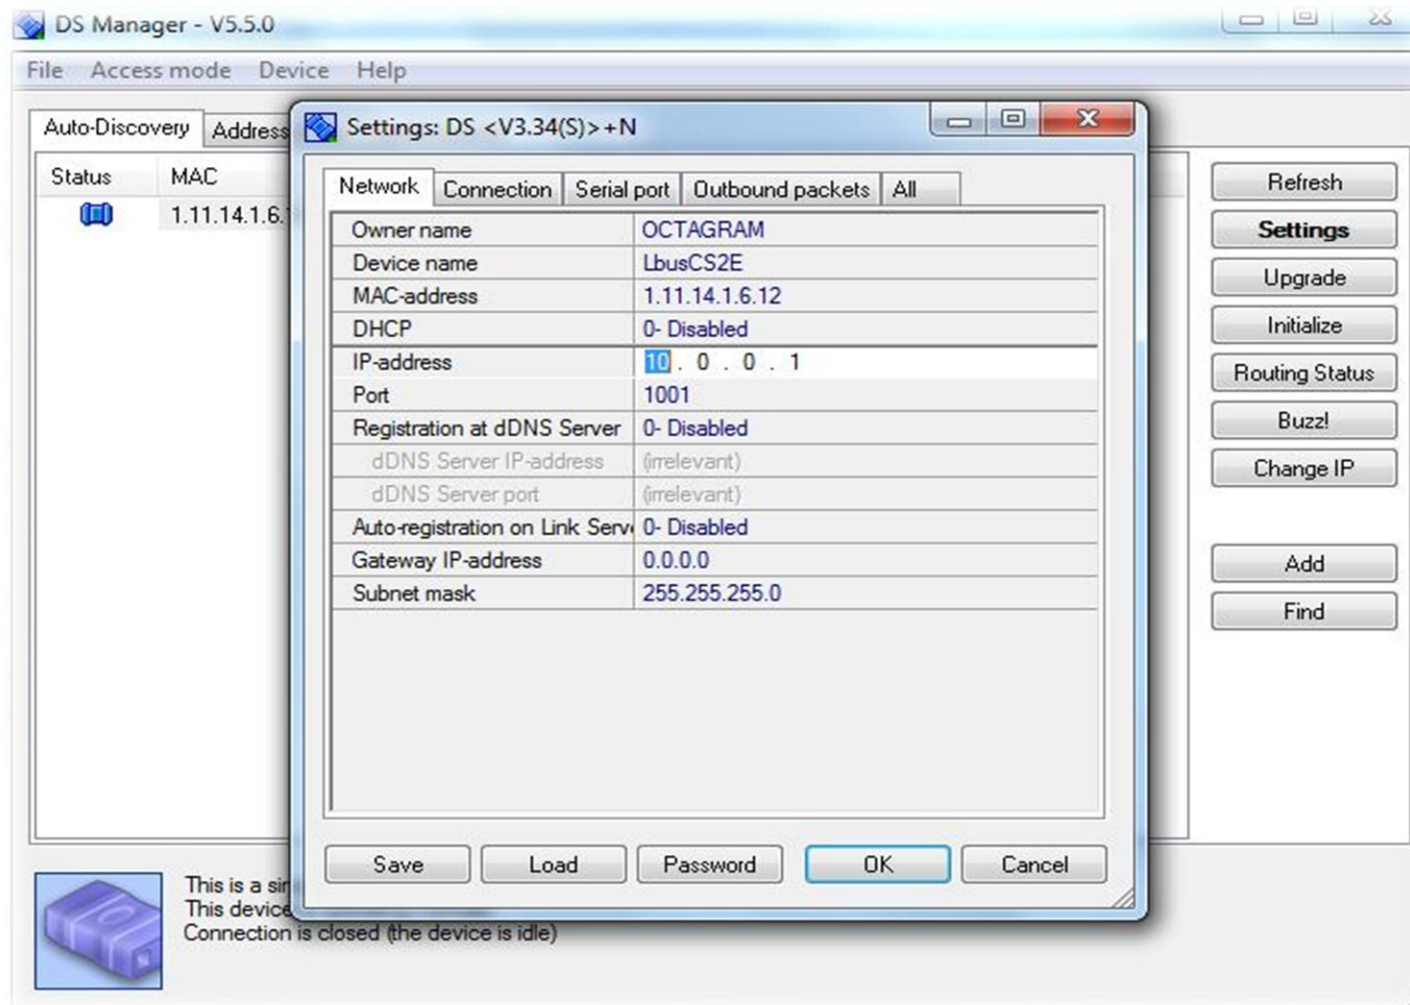 DS Manager - V5.5.0
File Access mode Device Help
Auto-Discovery Address
Status MAC
1.11.14.1.6.
Settings: DS <V3.34(S)>+N
Network Connection Serial port Outbound packets All
Owner name OCTAGRAM
Device name LbusCS2E
MAC-address 1.11.14.1.6.12
DHCP 0- Disabled
IP-address 10 . 0 . 0 . 1
Port 1001
Registration at dDNS Server 0- Disabled
dDNS Server IP-address (irrelevant)
dDNS Server port (irrelevant)
Auto-registration on Link Serv 0- Disabled
Gateway IP-address 0.0.0.0
Subnet mask 255.255.255.0
Save Load Password OK Cancel
Refresh
Settings
Upgrade
Initialize
Routing Status
Buzz!
Change IP
Add
Find
This is a
This device
Connection is closed (the device is idle)